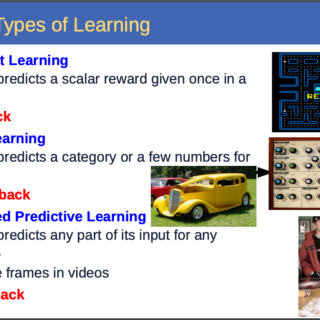 Types of Learning
t Learning
predicts a scalar reward given once in a
ck
earning
predicts a category or a few numbers for
back
ed Predictive Learning
predicts any part of its input for any
e frames in videos
back